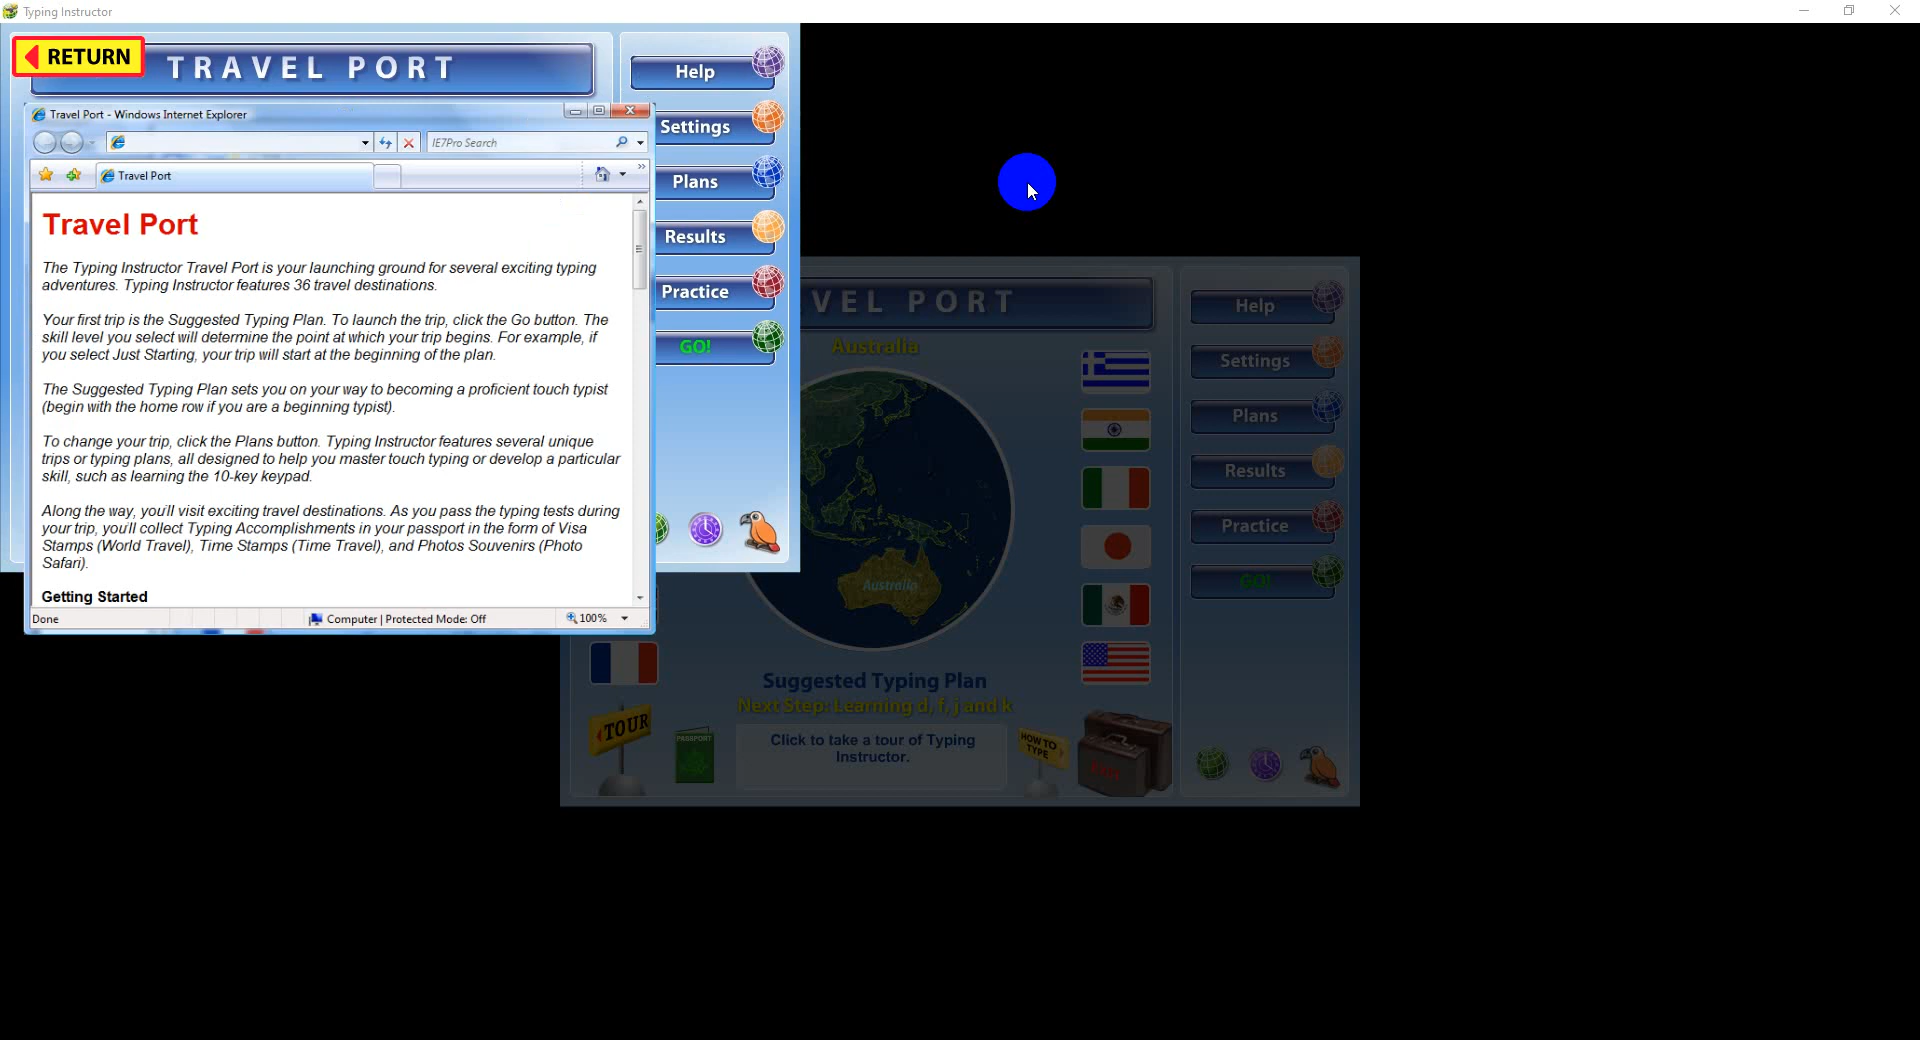 Typing Instructor
RETURN
TRAVEL PORT
Help
Settings
Plans
Results
Practice
GO!
Travel Port - Windows Internet Explorer
IE7Pro Search
Travel Port
Travel Port
The Typing Instructor Travel Port is your launching ground for several exciting typing
adventures. Typing Instructor features 36 travel destinations.
Your first trip is the Suggested Typing Plan. To launch the trip, click the Go button. The
skill level you select will determine the point at which your trip begins. For example, if
you select Just Starting, your trip will start at the beginning of the plan.
The Suggested Typing Plan sets you on your way to becoming a proficient touch typist
(begin with the home row if you are a beginning typist).
To change your trip, click the Plans button. Typing Instructor features several unique
trips or typing plans, all designed to help you master touch typing or develop a particular
skill, such as learning the 10-key keypad.
Along the way, you'll visit exciting travel destinations. As you pass the typing tests during
your trip, you'll collect Typing Accomplishments in your passport in the form of Visa
Stamps (World Travel), Time Stamps (Time Travel), and Photos Souvenirs (Photo
Safari).
Getting Started
Done
Computer | Protected Mode: Off
100%
VEL PORT
Australia
Australia
Help
Settings
Plans
Results
Practice
GO!
Suggested Typing Plan
Next Step: Learning d, f, j and k
TOUR
PASSPORT
Click to take a tour of Typing
Instructor.
HOW TO
TYPE